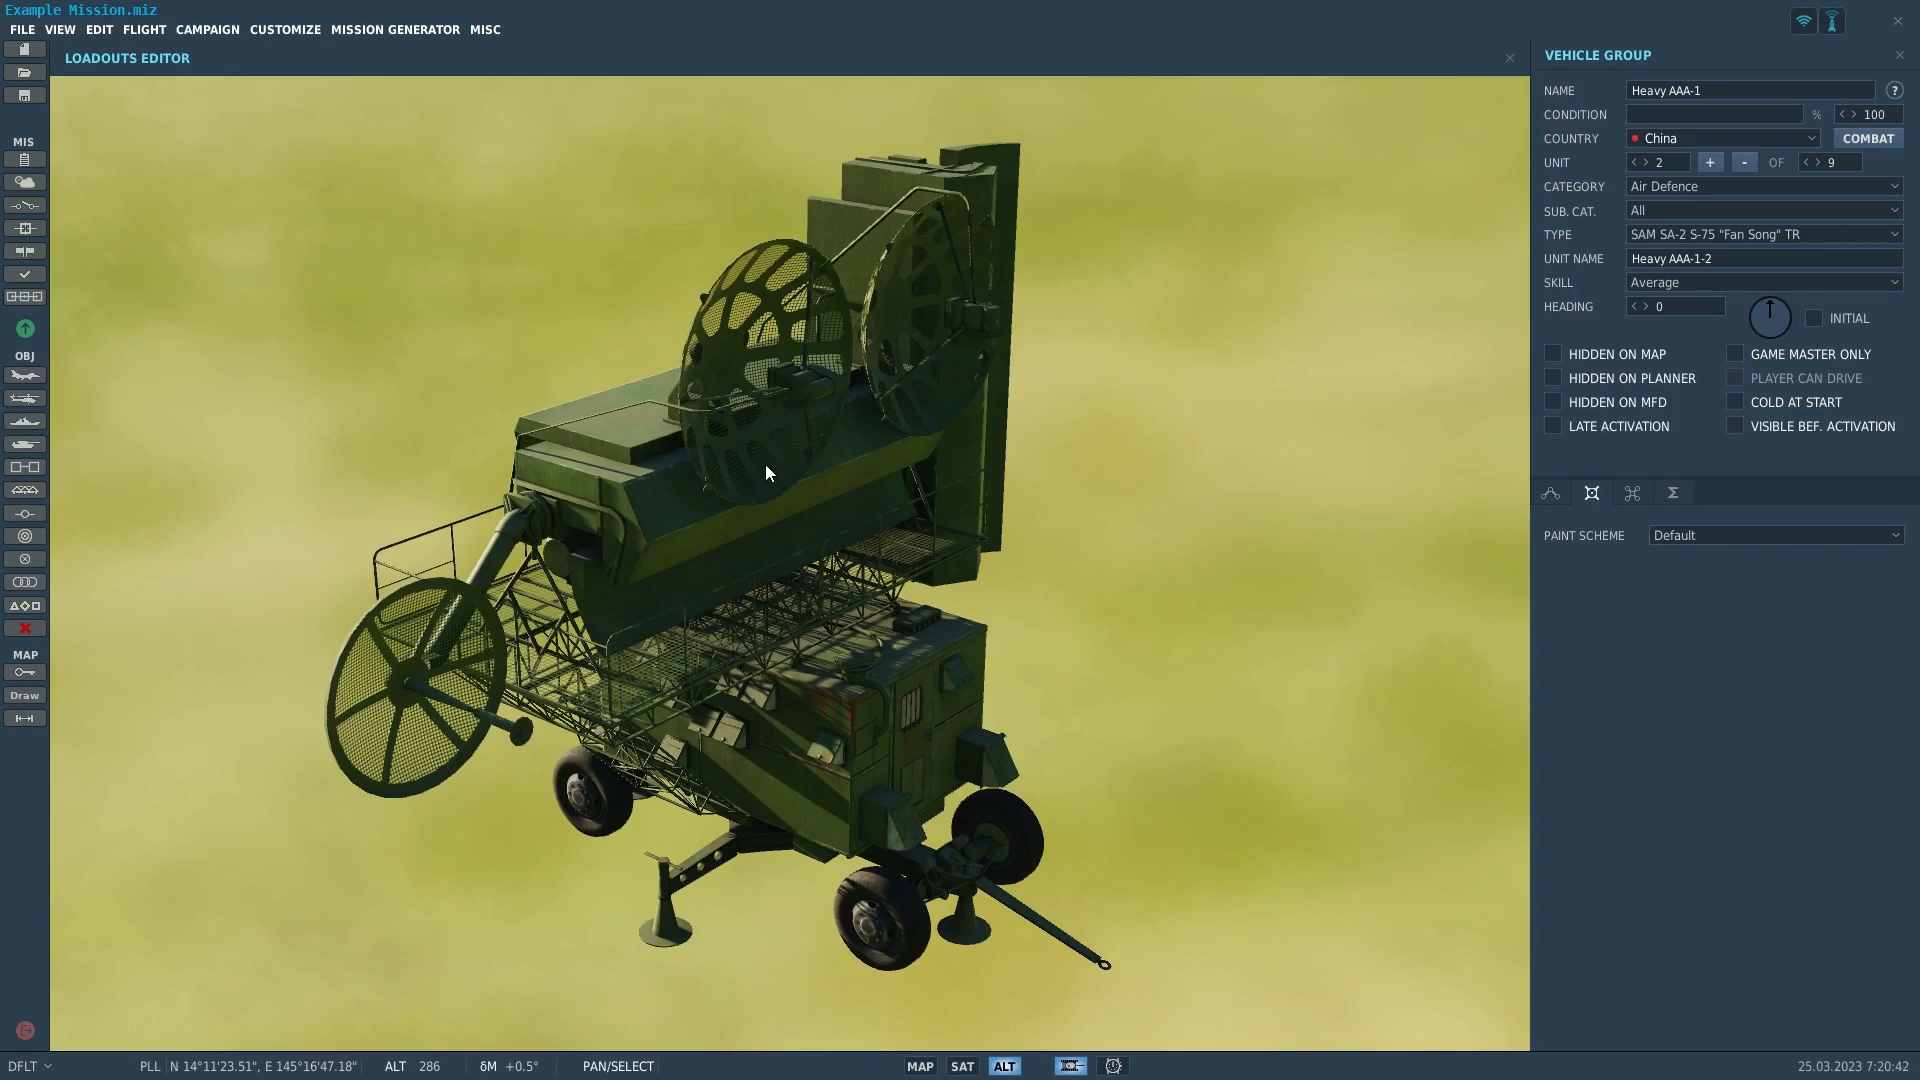 Example Mission.miz
FILE VIEW EDIT FLIGHT CAMPAIGN CUSTOMIZE MISSION GENERATOR MISC
LOADOUTS EDITOR
MIS
OBJ
MAP
Draw
VEHICLE GROUP
NAME Heavy AAA-1 ?
CONDITION % 100
COUNTRY China COMBAT
UNIT 2 + - OF 9
CATEGORY Air Defence
SUB. CAT. All
TYPE SAM SA-2 S-75 "Fan Song" TR
UNIT NAME Heavy AAA-1-2
SKILL Average
HEADING 0 INITIAL
HIDDEN ON MAP GAME MASTER ONLY
HIDDEN ON PLANNER PLAYER CAN DRIVE
HIDDEN ON MFD COLD AT START
LATE ACTIVATION VISIBLE BEF. ACTIVATION
Σ
PAINT SCHEME Default
DFLT PLL N 14°11'23.51", E 145°16'47.18" ALT 286 δM +0.5° PAN/SELECT MAP SAT ALT 25.03.2023 7:20:42